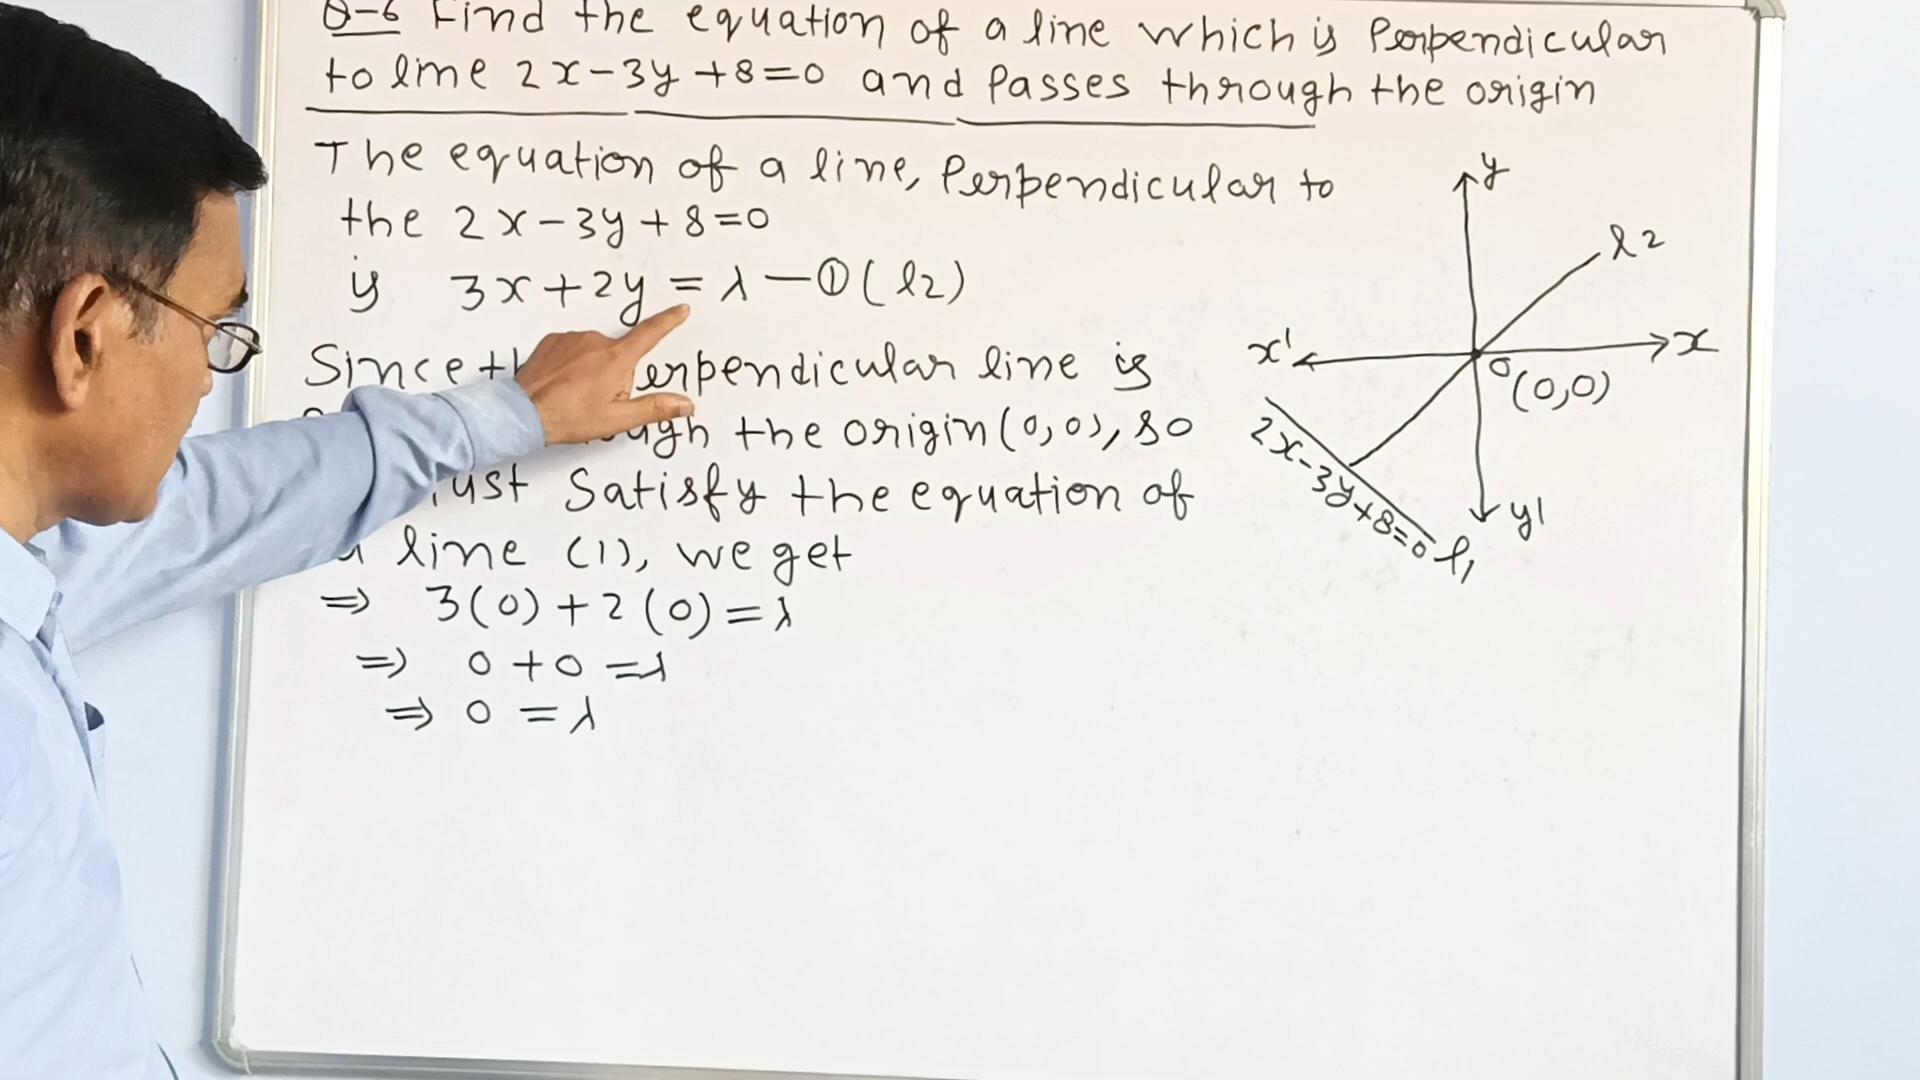 Q-6 Find the equation of a line which is Perpendicular
to line 2x-3y+8=0 and Passes through the origin
The equation of a line, Perpendicular to
the 2x-3y+8=0
is 3x+2y=λ-①(l2)
Since erpendicular line is
ugh the origin(0,0), so
ust Satisfy the equation of
line (1), we get
⇒ 3(0)+2(0)=λ
⇒ 0+0=λ
⇒ 0=λ
y
l2
x'
x
o
(0,0)
2x-3y+8=0 l1
y'